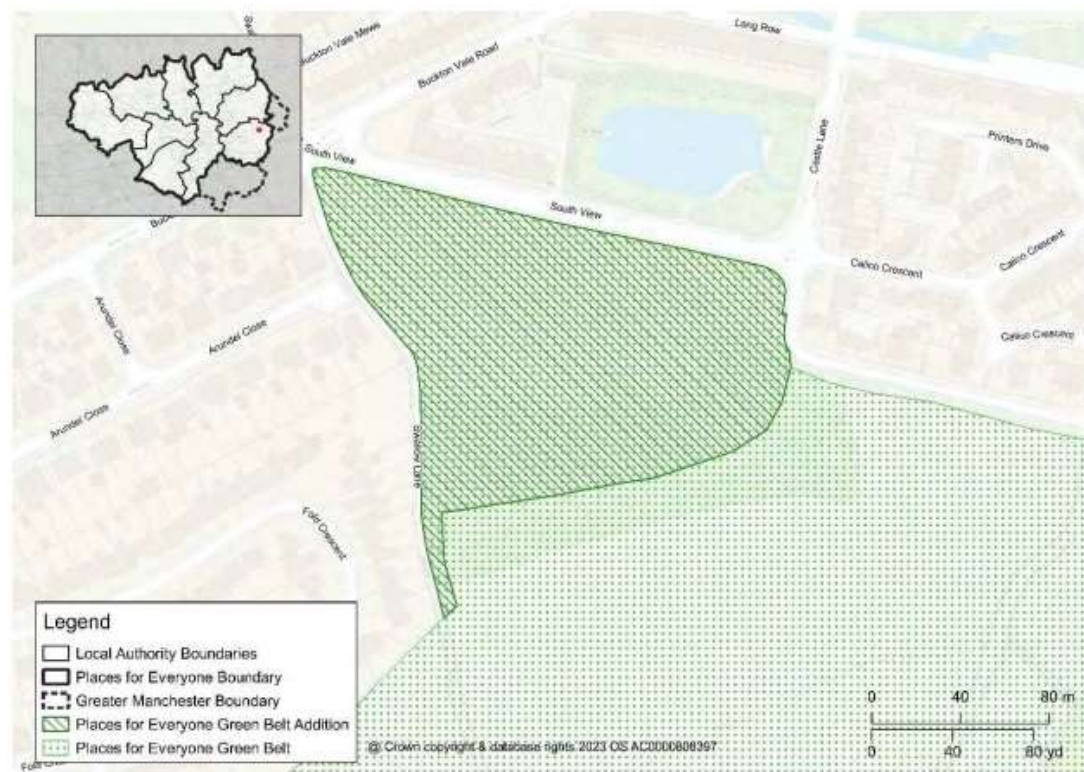 Long Row
Buckton Vale Mews
Buckton Vale Road
Castle Lane
Printers Drive
South View
South View
Calico Crescent
Calico Crescent
Calico Crescent
Arundel Close
Arundel Close
Arundel Close
Swallow Lane
Fold Crescent
Legend
Local Authority Boundaries
Places for Everyone Boundary
Greater Manchester Boundary
Places for Everyone Green Belt Addition
Places for Everyone Green Belt
@ Crown copyright & database rights 2023 OS AC0000808397
0 40 80 m
0 40 80 yd